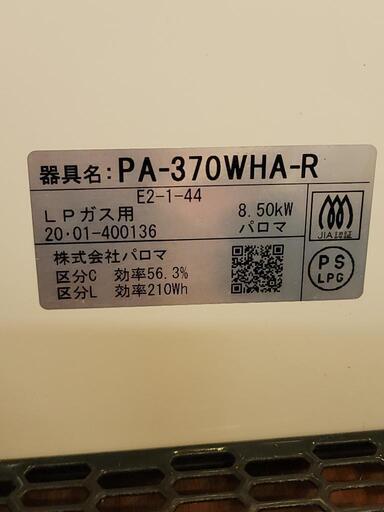 器具名：PA-370WHA-R
E2-1-44
LPガス用 8.50kW
20·01-400136 パロマ
株式会社パロマ
区分C 効率56.3%
区分L 効率210Wh
JIA認証
PS
LPG